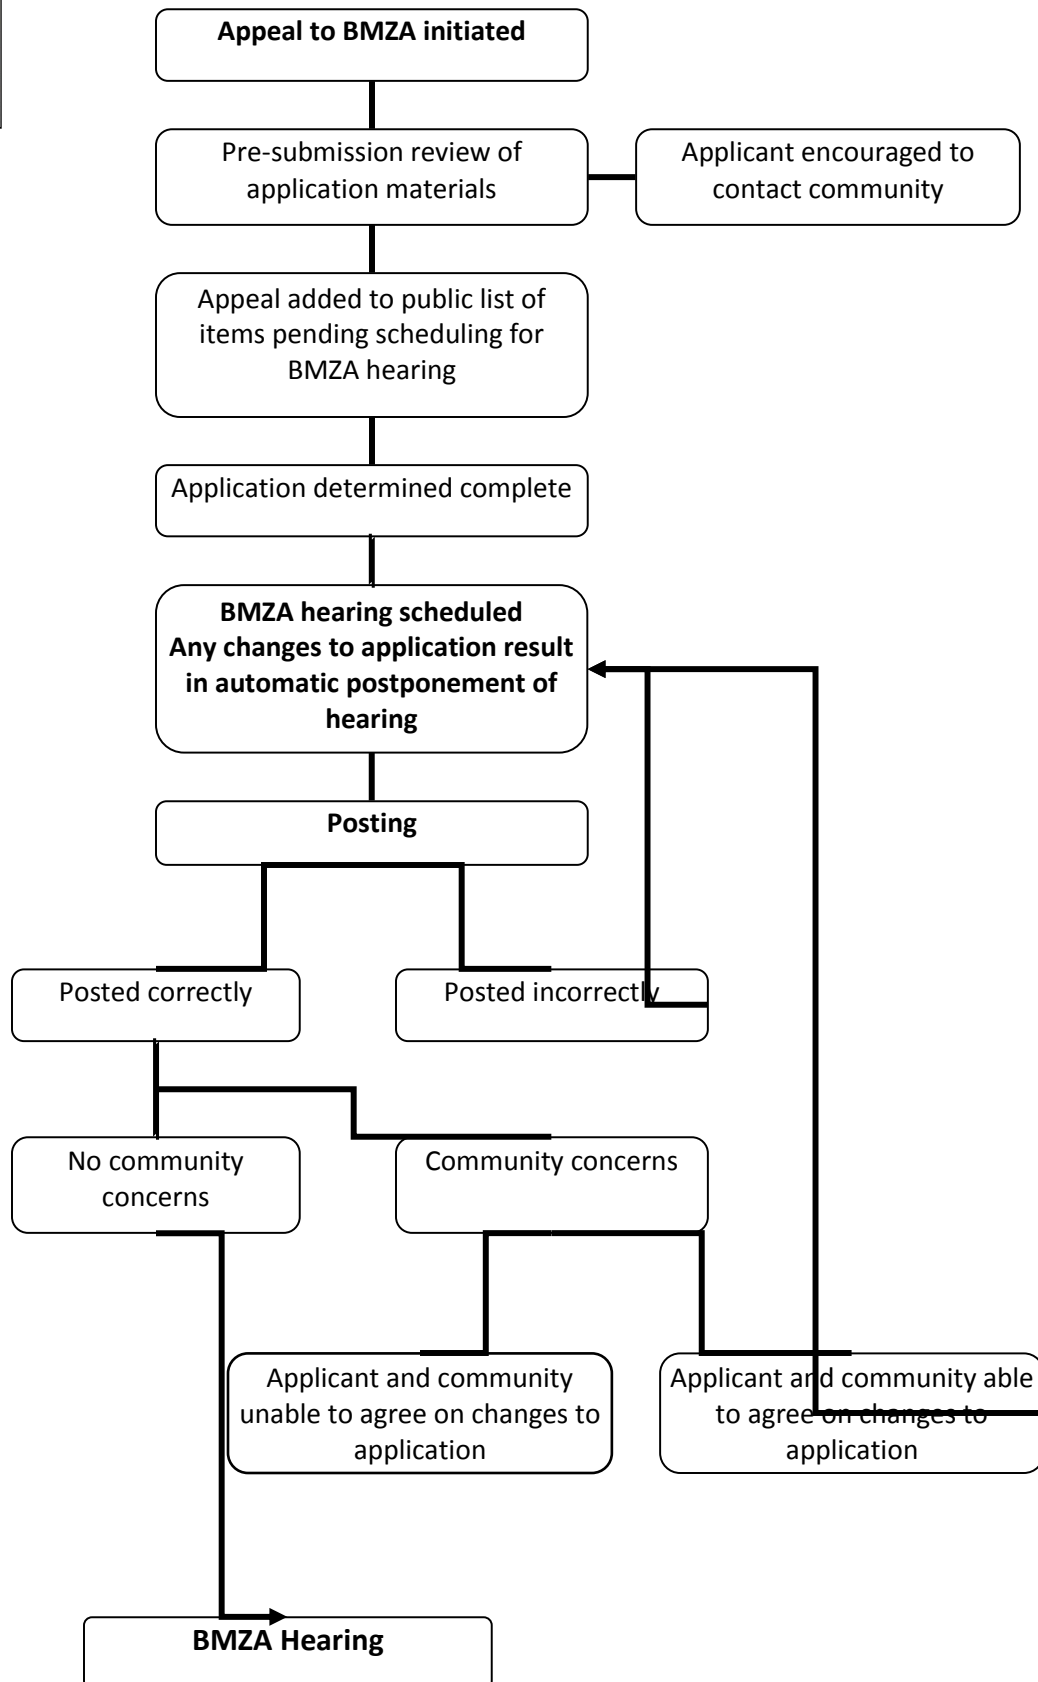 Appeal to BMZA initiated
Pre-submission review of
application materials
Applicant encouraged to
contact community
Appeal added to public list of
items pending scheduling for
BMZA hearing
Application determined complete
BMZA hearing scheduled
Any changes to application result
in automatic postponement of
hearing
Posting
Posted correctly
Posted incorrectly
No community
concerns
Community concerns
Applicant and community
unable to agree on changes to
application
Applicant and community able
to agree on changes to
application
BMZA Hearing